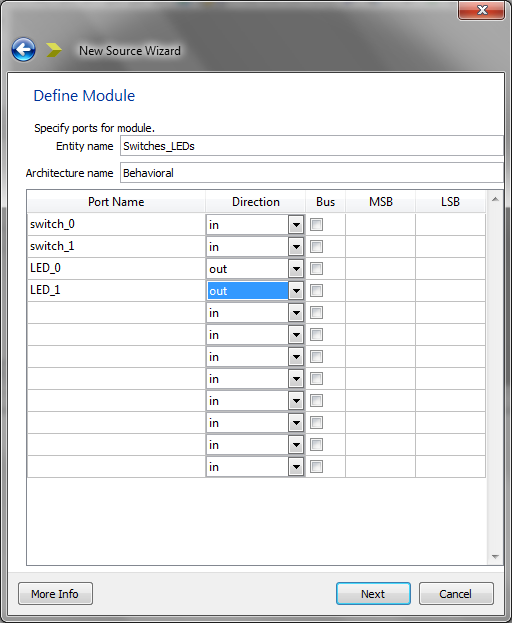 New Source Wizard
Define Module
Specify ports for module.
Entity name Switches_LEDs
Architecture name Behavioral
Port Name Direction Bus MSB LSB
switch_0 in
switch_1 in
LED_0 out
LED_1 out
in
in
in
in
in
in
in
in
More Info Next Cancel